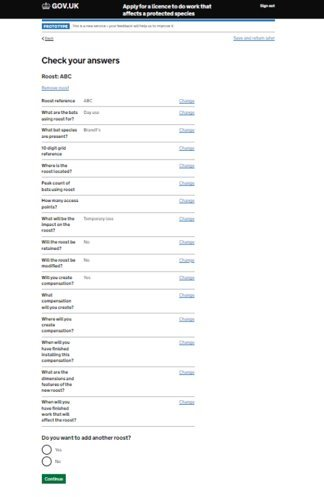 GOV.UK
Apply for a licence to do work that
affects a protected species
Sign out
PROTOTYPE This is a new service – your feedback will help us to improve it.
Back
Save and return later
Check your answers
Roost: ABC
Remove roost
Roost reference ABC Change
What are the bats
using roost for? Day use Change
What bat species
are present? Brandt's Change
10 digit grid
reference Change
Where is the
roost located? Change
Peak count of
bats using roost Change
How many access
points? Change
What will be the
impact on the
roost? Temporary loss Change
Will the roost be
retained? No Change
Will the roost be
modified? No Change
Will you create
compensation? Yes Change
What
compensation
will you create? Change
Where will you
create
compensation? Change
When will you
have finished
installing this
compensation? Change
What are the
dimensions and
features of the
new roost? Change
When will you
have finished
work that will
affect the roost? Change
Do you want to add another roost?
Yes
No
Continue